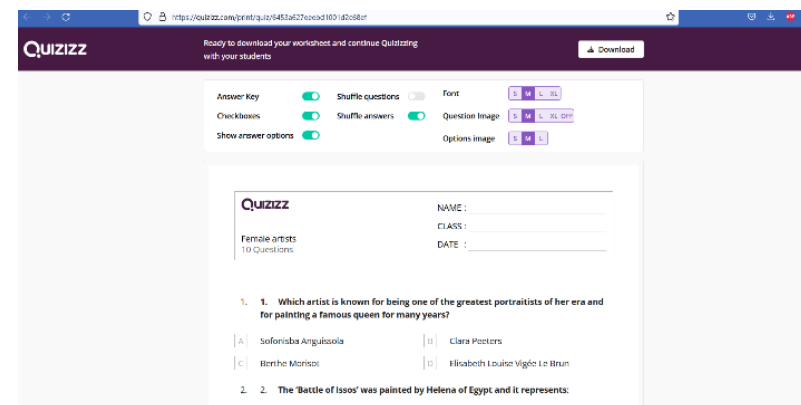 https://quizizz.com/print/quiz/
QUIZIZZ
Ready to download your worksheet and continue Quizizzing
with your students
Download
Answer Key
Shuffle questions
Font
S M L XL
Checkboxes
Shuffle answers
Question Image
S M L XL OFF
Show answer options
Options image
S M L
QUIZIZZ
NAME :
CLASS :
Female artists
DATE :
10 Questions
1. 1. Which artist is known for being one of the greatest portraitists of her era and
for painting a famous queen for many years?
A Sofonisba Anguissola
B Clara Peeters
C Berthe Morisot
D Elisabeth Louise Vigée Le Brun
2. 2. The 'Battle of Issos' was painted by Helena of Egypt and it represents: